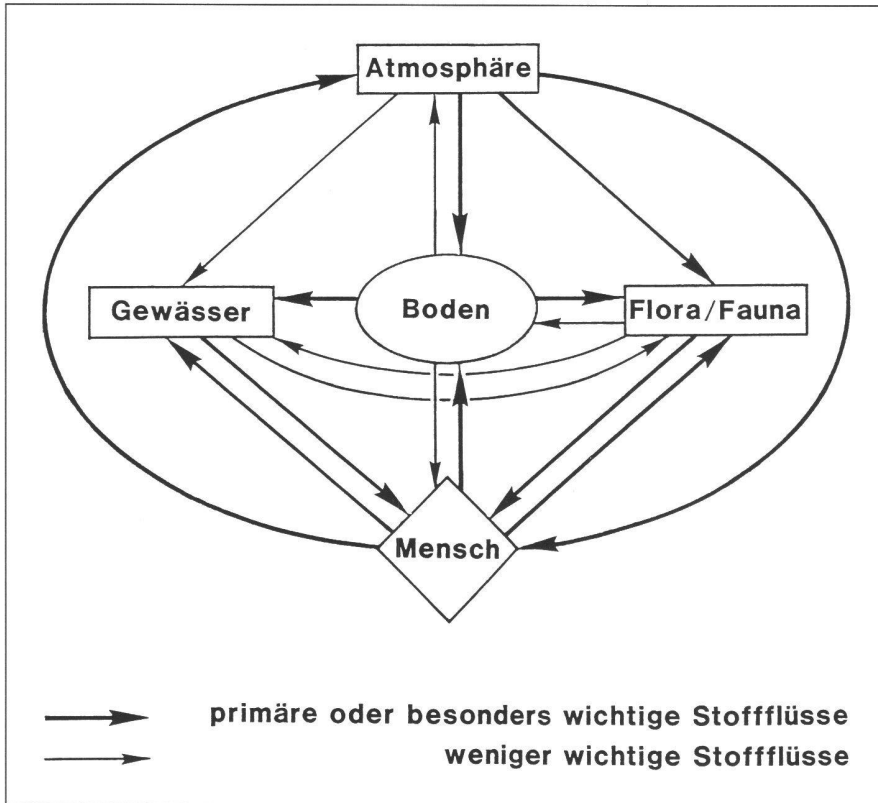 Atmosphäre
Gewässer
Boden
Flora/Fauna
Mensch
primäre oder besonders wichtige Stoffflüsse
weniger wichtige Stoffflüsse